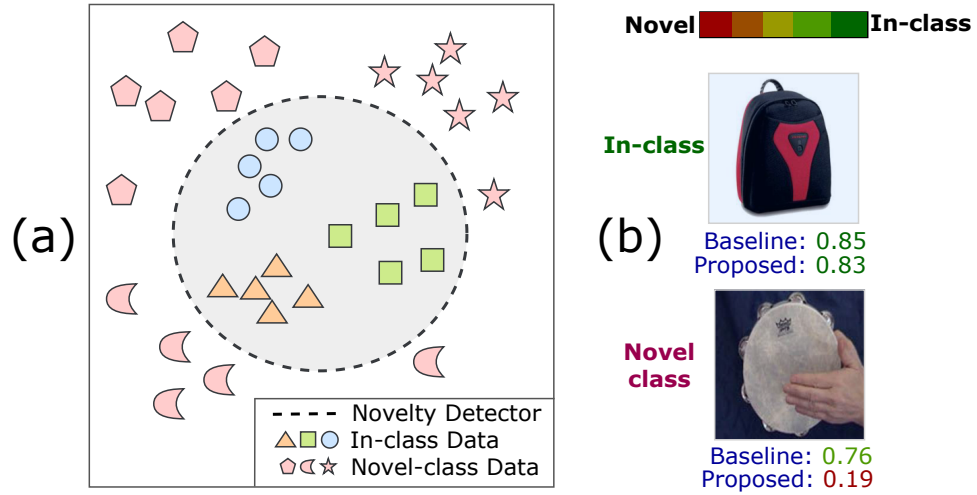 (a)
Novelty Detector
In-class Data
Novel-class Data
Novel In-class
(b)
In-class
Baseline: 0.85
Proposed: 0.83
Novel
class
Baseline: 0.76
Proposed: 0.19